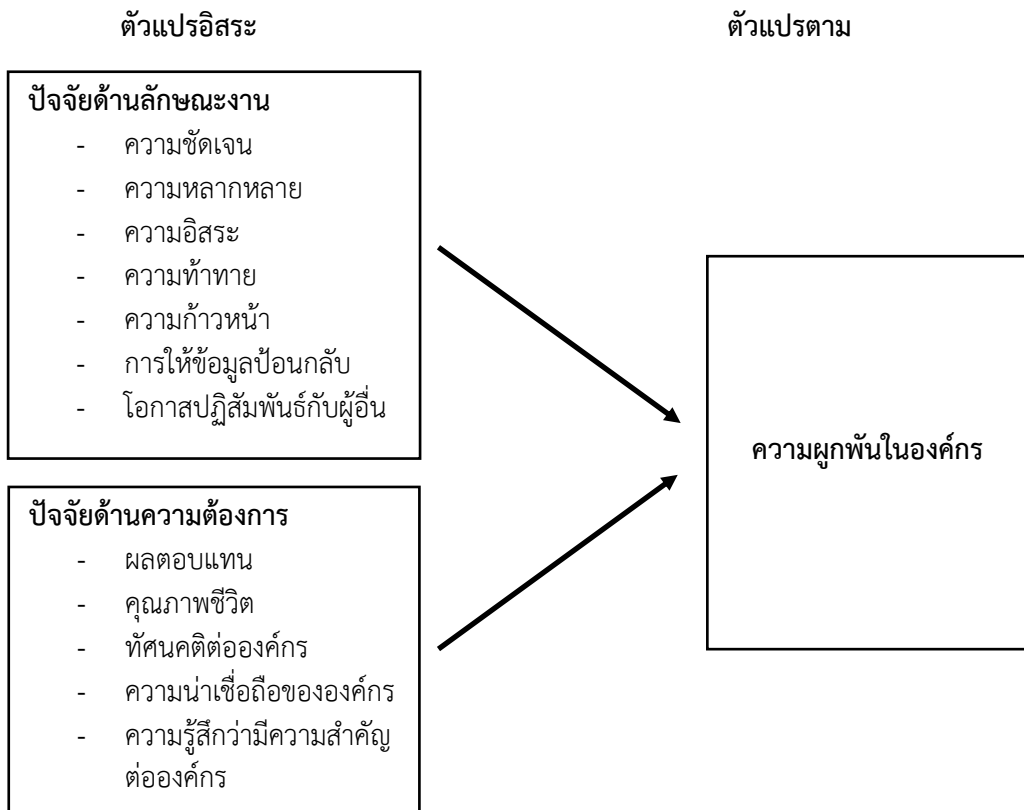 ตัวแปรอิสระ
ตัวแปรตาม
ปัจจัยด้านลักษณะงาน
- ความชัดเจน
- ความหลากหลาย
- ความอิสระ
- ความท้าทาย
- ความก้าวหน้า
- การให้ข้อมูลป้อนกลับ
- โอกาสปฏิสัมพันธ์กับผู้อื่น
ปัจจัยด้านความต้องการ
- ผลตอบแทน
- คุณภาพชีวิต
- ทัศนคติต่อองค์กร
- ความน่าเชื่อถือขององค์กร
- ความรู้สึกว่ามีความสำคัญ
ต่อองค์กร
ความผูกพันในองค์กร